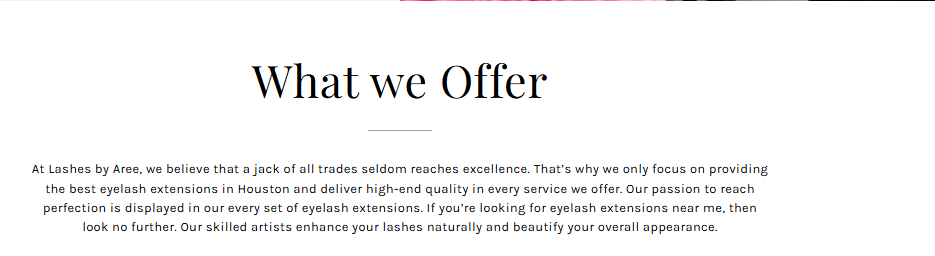 What we Offer
At Lashes by Aree, we believe that a jack of all trades seldom reaches excellence. That's why we only focus on providing
the best eyelash extensions in Houston and deliver high-end quality in every service we offer. Our passion to reach
perfection is displayed in our every set of eyelash extensions. If you're looking for eyelash extensions near me, then
look no further. Our skilled artists enhance your lashes naturally and beautify your overall appearance.